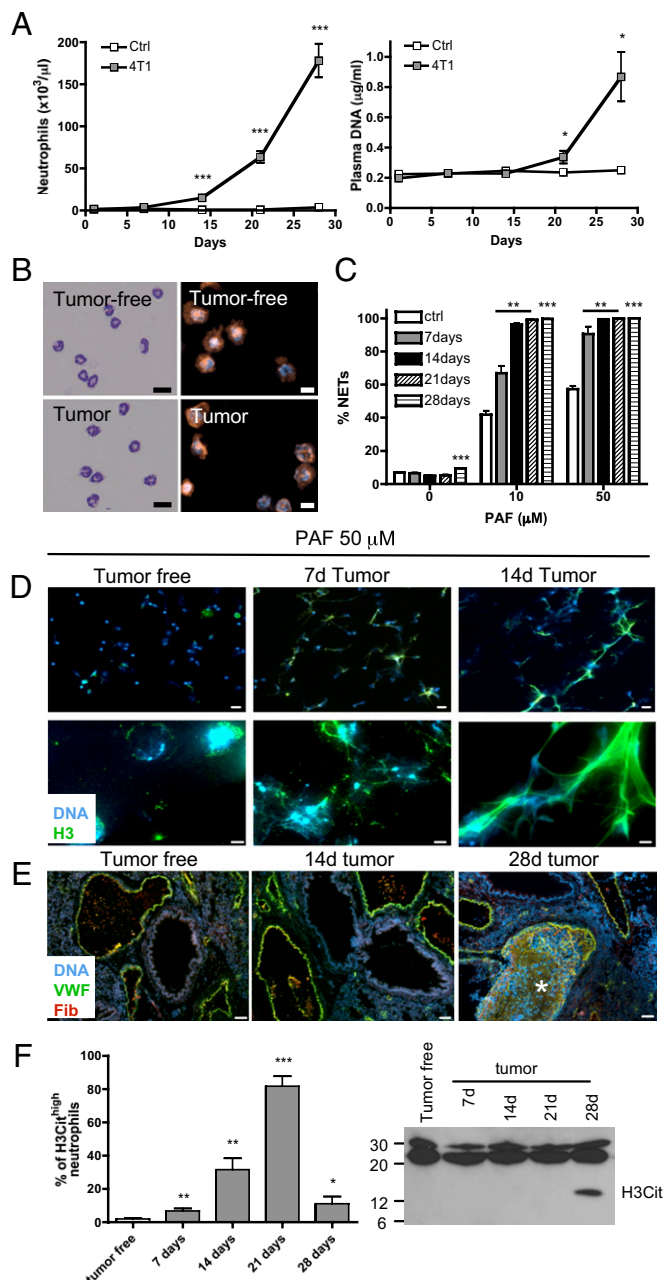 A
Neutrophils (x10³/µl)
200
150
100
50
0
0 5 10 15 20 25 30
Days
Ctrl
4T1
***
***
***
Plasma DNA (µg/ml)
1.0
0.8
0.6
0.4
0.2
0.0
0 5 10 15 20 25 30
Days
Ctrl
4T1
*
*
B
Tumor-free
Tumor-free
Tumor
Tumor
C
% NETs
100
80
60
40
20
0
ctrl
7days
14days
21days
28days
***
**
***
**
***
0 10 50
PAF (µM)
PAF 50 µM
D
Tumor free
7d Tumor
14d Tumor
DNA
H3
E
Tumor free
14d tumor
28d tumor
DNA
VWF
Fib
*
F
% of H3Cit^high
neutrophils
100
80
60
40
20
0
**
**
***
*
tumor free
7 days
14 days
21 days
28 days
Tumor free
tumor
7d
14d
21d
28d
30
20
12
6
H3Cit